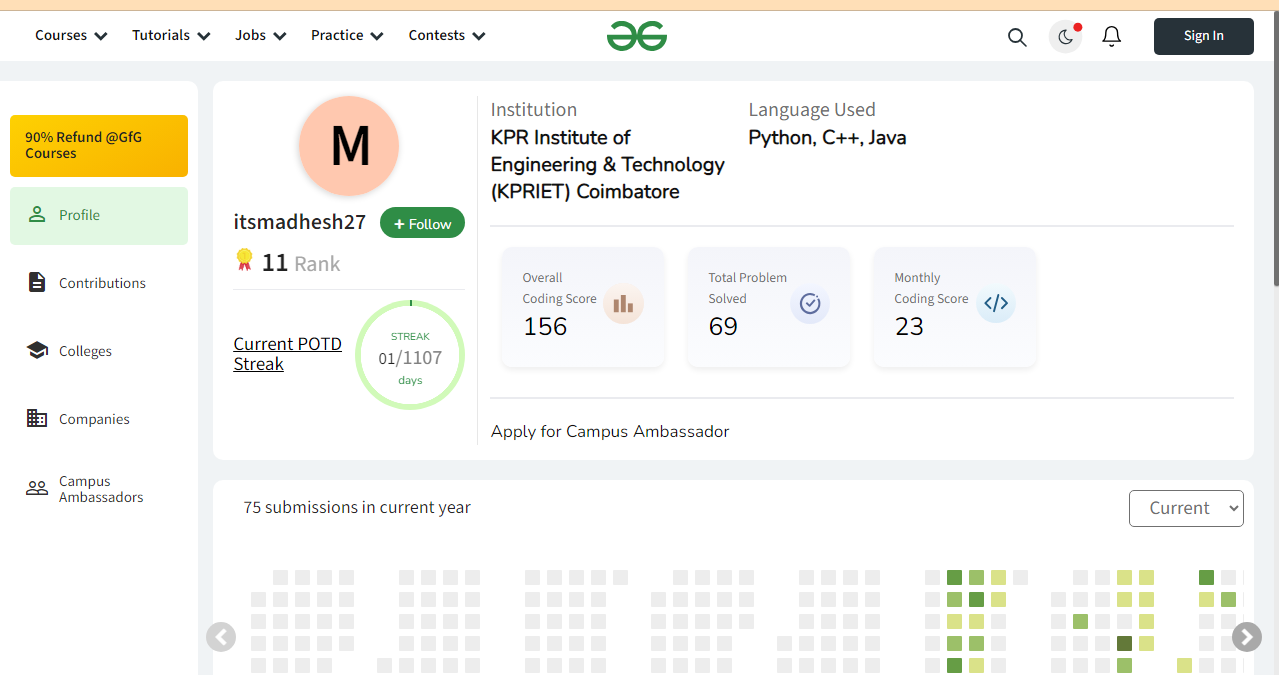 Courses Tutorials Jobs Practice Contests Sign In
90% Refund @GfG
Courses
Profile
Contributions
Colleges
Companies
Campus
Ambassadors
M
itsmadhesh27 + Follow
11 Rank
Current POTD
Streak
STREAK
01/1107
days
Institution
KPR Institute of
Engineering & Technology
(KPRIET) Coimbatore
Language Used
Python, C++, Java
Overall
Coding Score
156
Total Problem
Solved
69
Monthly
Coding Score
23
Apply for Campus Ambassador
75 submissions in current year
Current